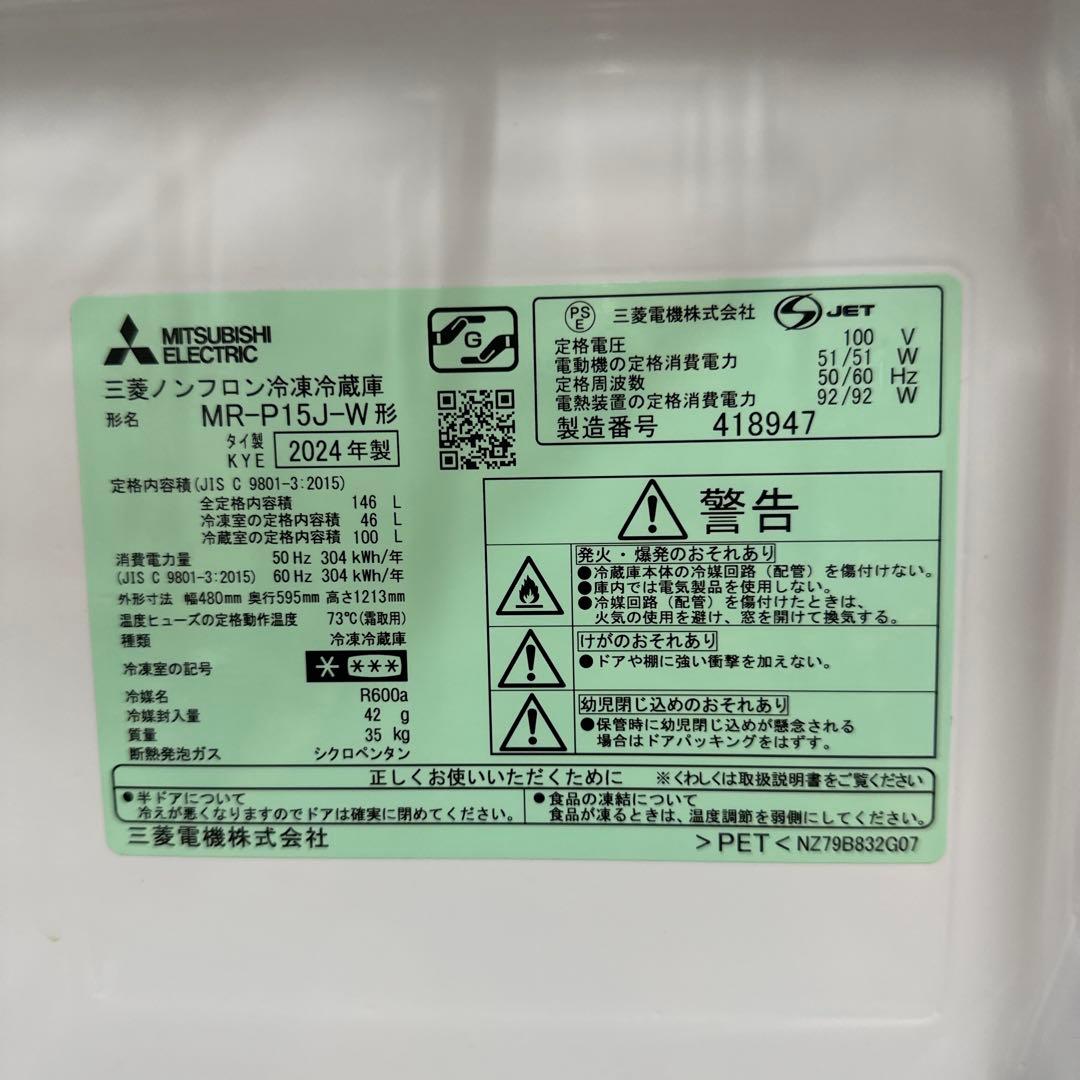 MITSUBISHI
ELECTRIC
三菱ノンフロン冷凍冷蔵庫
形名 MR-P15J-W形
タイ製
KYE 2024年製
G
PS
E
三菱電機株式会社 S JET
定格電圧 100 V
電動機の定格消費電力 51/51 W
定格周波数 50/60 Hz
電熱装置の定格消費電力 92/92 W
製造番号 418947
定格内容積(JIS C 9801-3:2015)
全定格内容積 146 L
冷凍室の定格内容積 46 L
冷蔵室の定格内容積 100 L
消費電力量 50 Hz 304 kWh/年
(JIS C 9801-3:2015) 60 Hz 304 kWh/年
外形寸法 幅480mm 奥行595mm 高さ1213mm
温度ヒューズの定格動作温度 73℃(霜取用)
種類 冷凍冷蔵庫
冷凍室の記号 * ***
冷媒名 R600a
冷媒封入量 42 g
質量 35 kg
断熱発泡ガス シクロペンタン
警告
発火・爆発のおそれあり
●冷蔵庫本体の冷媒回路（配管）を傷付けない。
●庫内では電気製品を使用しない。
●冷媒回路（配管）を傷付けたときは、
火気の使用を避け、窓を開けて換気する。
けがのおそれあり
●ドアや棚に強い衝撃を加えない。
幼児閉じ込めのおそれあり
●保管時に幼児閉じ込めが懸念される
場合はドアパッキングをはずす。
正しくお使いいただくために ※くわしくは取扱説明書をご覧ください
●半ドアについて
冷えが悪くなりますのでドアは確実に閉めてください。
●食品の凍結について
食品が凍るときは、温度調節を弱側にしてください。
三菱電機株式会社 >PET< NZ79B832G07